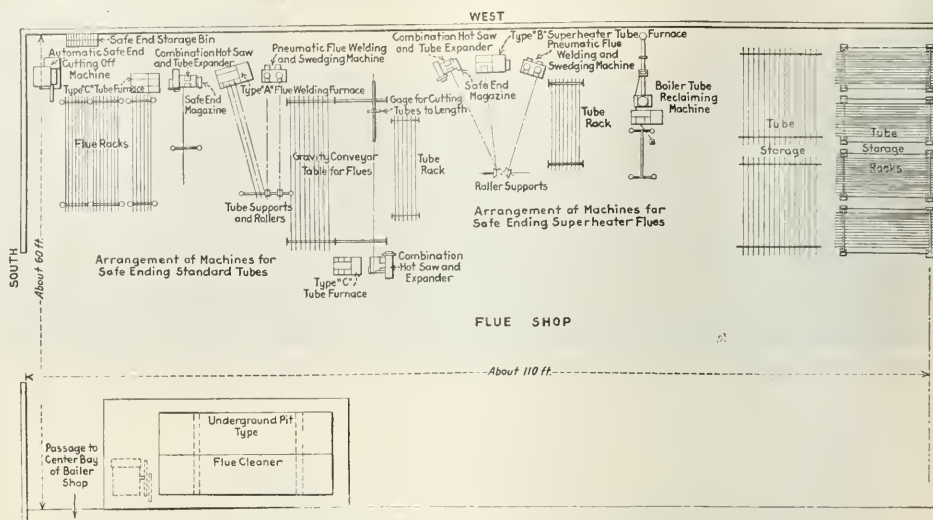 WEST
Safe End Storage Bin
Automatic Safe End
Cutting Off
Machine
Type "C" Tube Furnace
Combination Hot Saw
and Tube Expander
Safe End
Magazine
Pneumatic Flue Welding
and Swedging Machine
Type "A" Flue Welding Furnace
Flue Racks
Tube Supports
and Rollers
Gravity Conveyor
Table for Flues
Gage for Cutting
Tubes to Length
Tube
Rack
Combination Hot Saw
and Tube Expander
Type "B" Superheater Tube Furnace
Pneumatic Flue
Welding and
Swedging Machine
Safe End
Magazine
Roller Supports
Tube
Rack
Boiler Tube
Reclaiming
Machine
Tube
Storage
Tube
Storage
Racks
Arrangement of Machines for
Safe Ending Superheater Flues
Arrangement of Machines for
Safe Ending Standard Tubes
Type "C"
Tube Furnace
Combination
Hot Saw and
Expander
SOUTH
About 60 ft.
FLUE SHOP
About 110 ft.
Underground Pit
Type
Flue Cleaner
Passage to
Center Bay
of Boiler
Shop